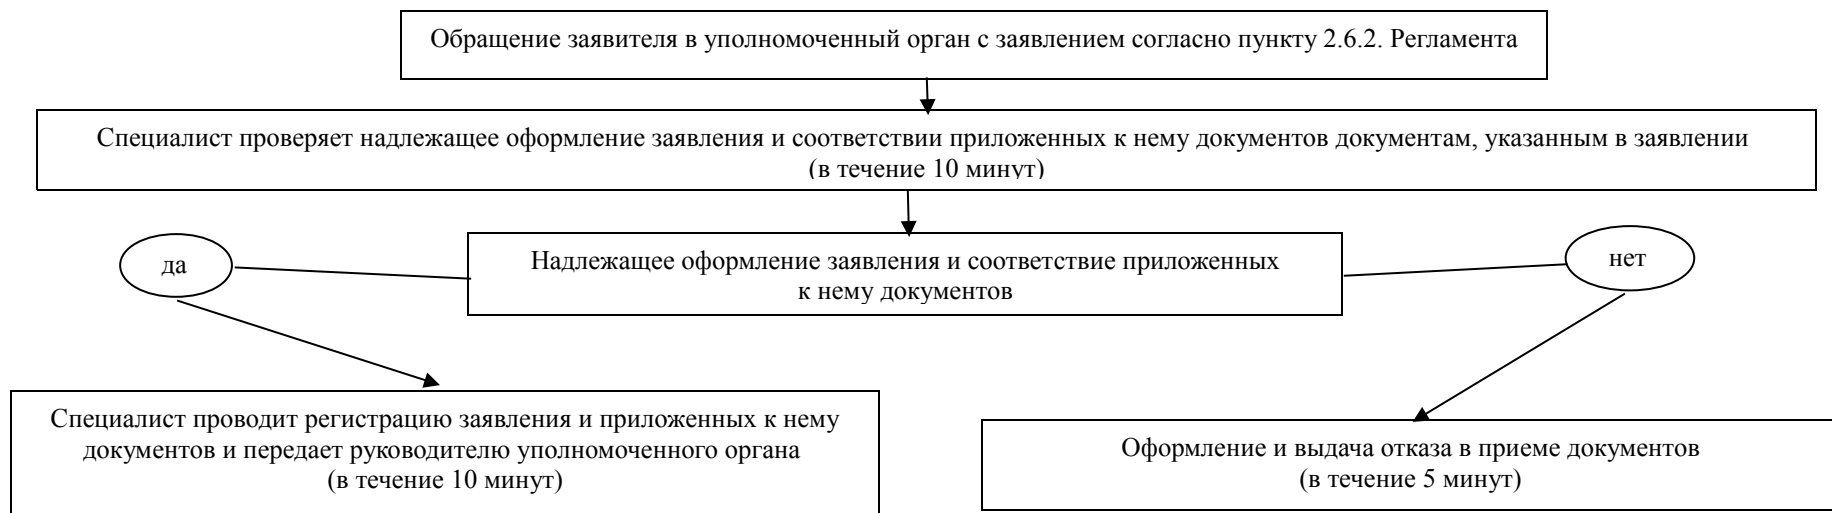 Обращение заявителя в уполномоченный орган с заявлением согласно пункту 2.6.2. Регламента
Специалист проверяет надлежащее оформление заявления и соответствии приложенных к нему документов документам, указанным в заявлении
(в течение 10 минут)
да
Надлежащее оформление заявления и соответствие приложенных
к нему документов
нет
Специалист проводит регистрацию заявления и приложенных к нему
документов и передает руководителю уполномоченного органа
(в течение 10 минут)
Оформление и выдача отказа в приеме документов
(в течение 5 минут)